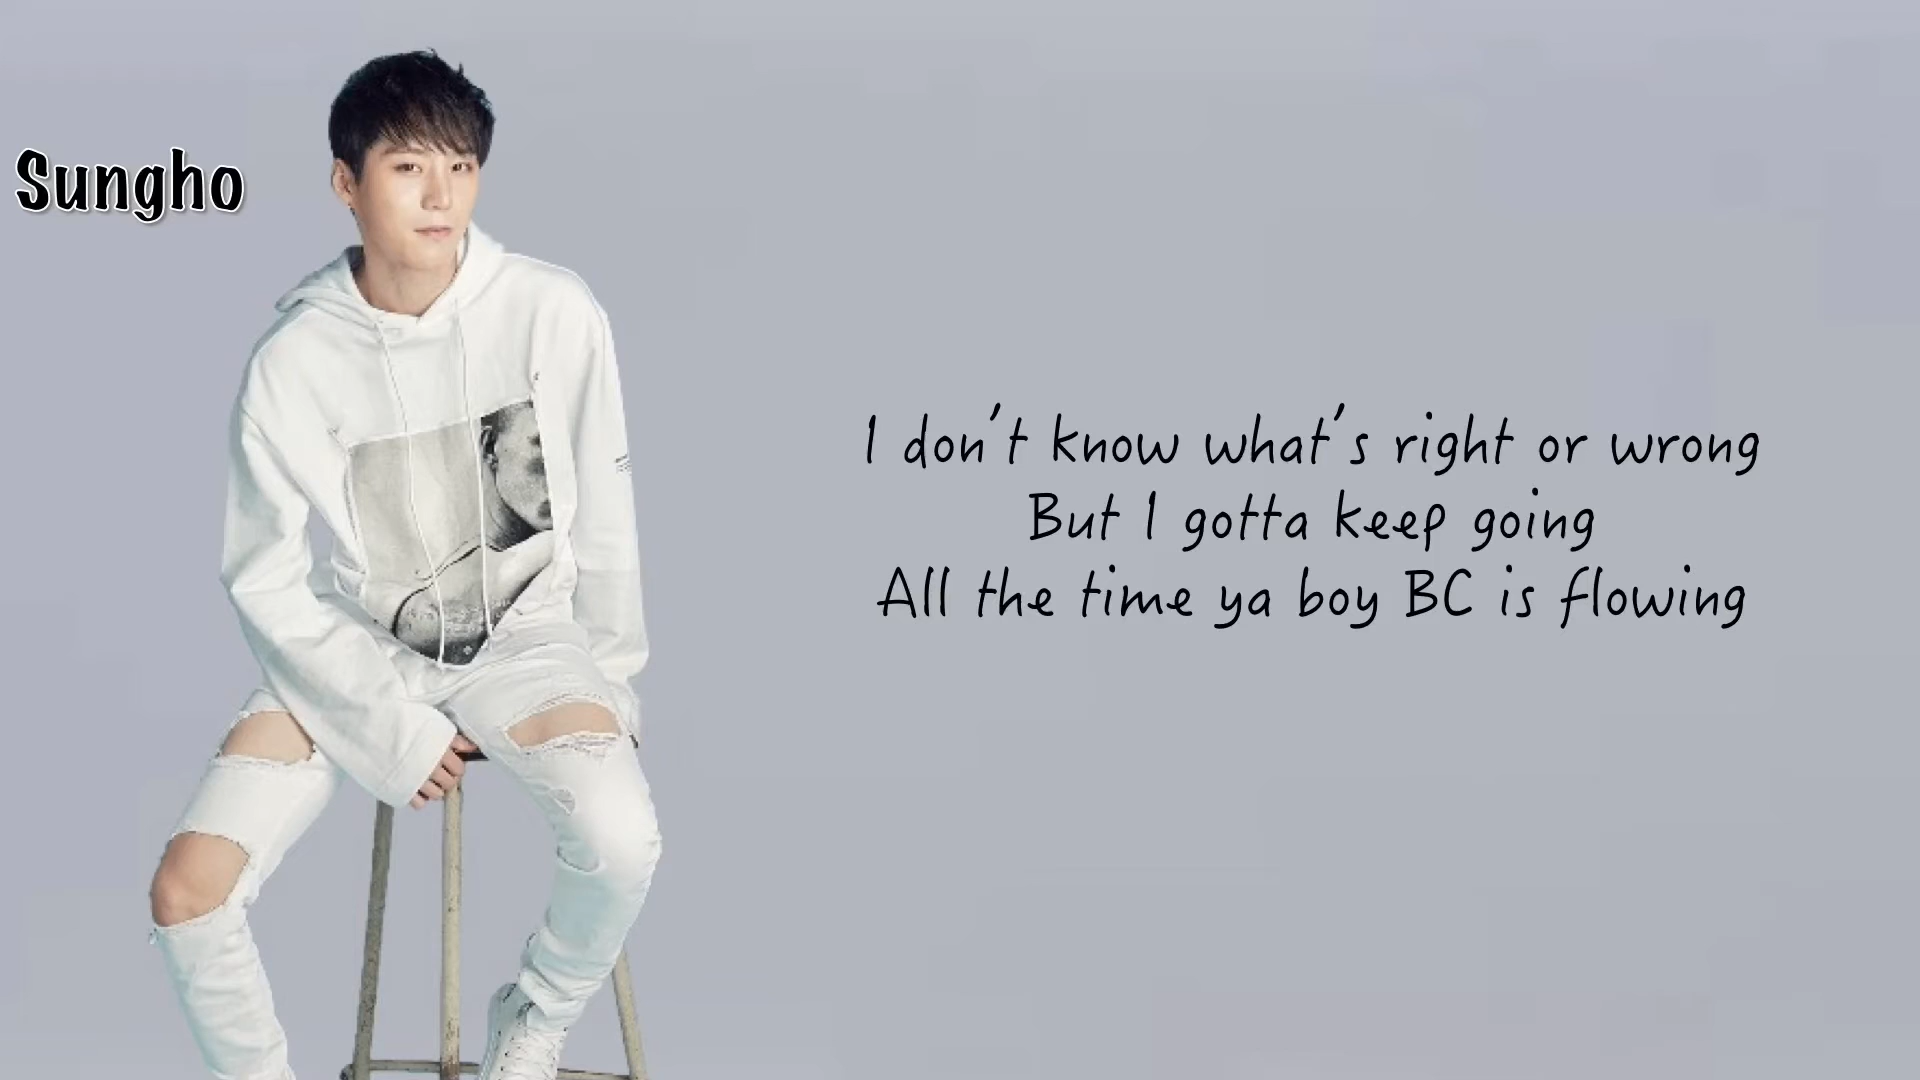 Sungho
I don't know what's right or wrong
But I gotta keep going
All the time ya boy BC is flowing